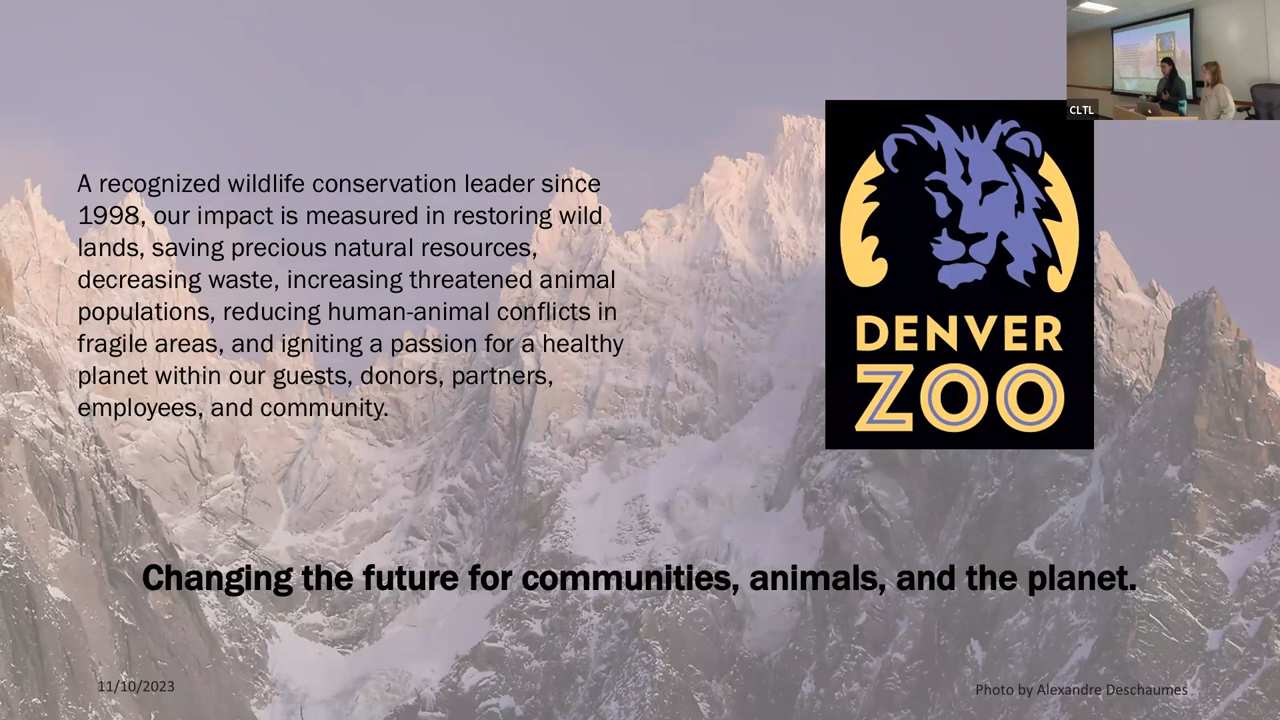 CLTL
A recognized wildlife conservation leader since
1998, our impact is measured in restoring wild
lands, saving precious natural resources,
decreasing waste, increasing threatened animal
populations, reducing human-animal conflicts in
fragile areas, and igniting a passion for a healthy
planet within our guests, donors, partners,
employees, and community.
DENVER
ZOO
Changing the future for communities, animals, and the planet.
11/10/2023
Photo by Alexandre Deschaumes